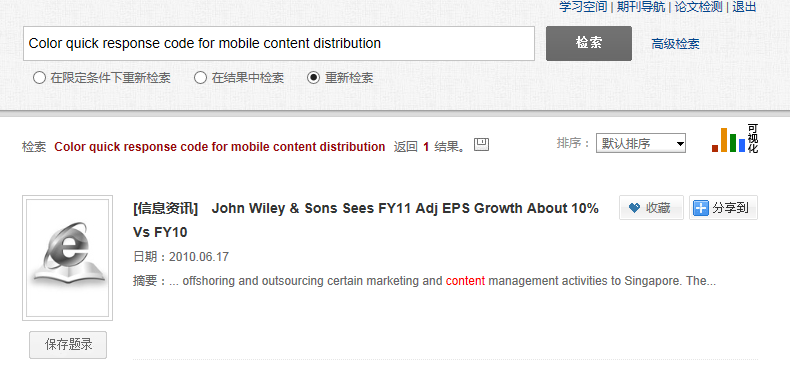 学习空间 | 期刊导航 | 论文检测 | 退出
Color quick response code for mobile content distribution
检索
高级检索
在限定条件下重新检索
在结果中检索
重新检索
检索 Color quick response code for mobile content distribution 返回 1 结果。
排序：
默认排序
可视化
[信息资讯] John Wiley & Sons Sees FY11 Adj EPS Growth About 10%
Vs FY10
收藏
分享到
日期：2010.06.17
摘要：... offshoring and outsourcing certain marketing and content management activities to Singapore. The...
保存题录